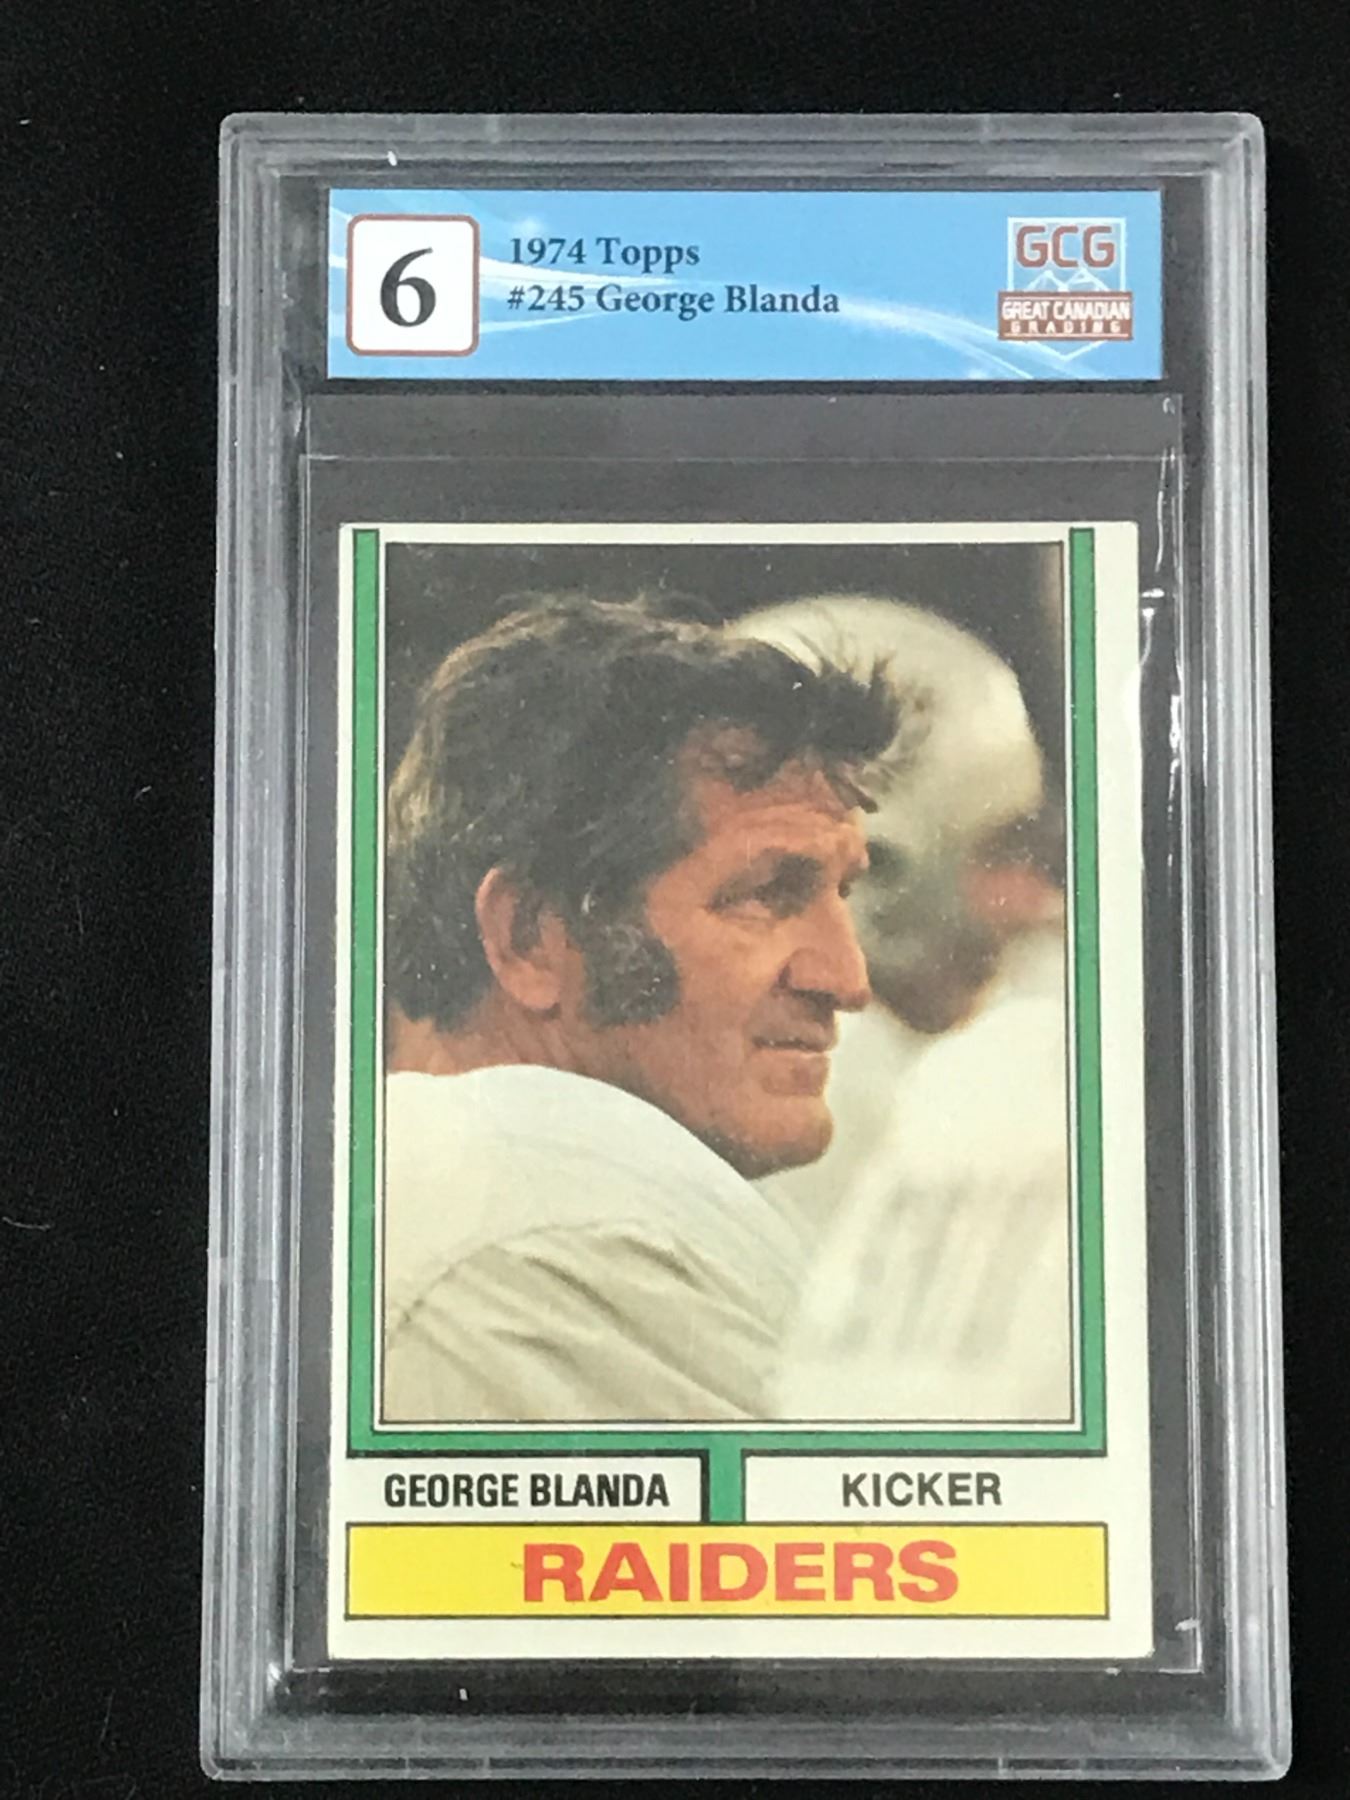 6
1974 Topps
#245 George Blanda
GCG
GREAT CANADIAN
GRADING
GEORGE BLANDA
KICKER
RAIDERS